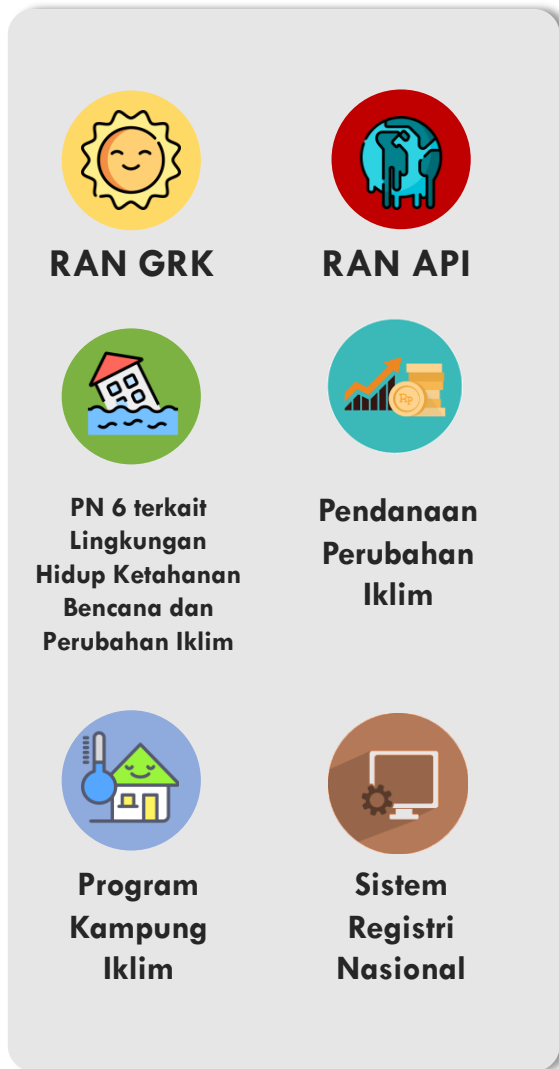 RAN GRK
RAN API
PN 6 terkait
Lingkungan
Hidup Ketahanan
Bencana dan
Perubahan Iklim
Rp
Pendanaan
Perubahan
Iklim
Program
Kampung
Iklim
Sistem
Registri
Nasional